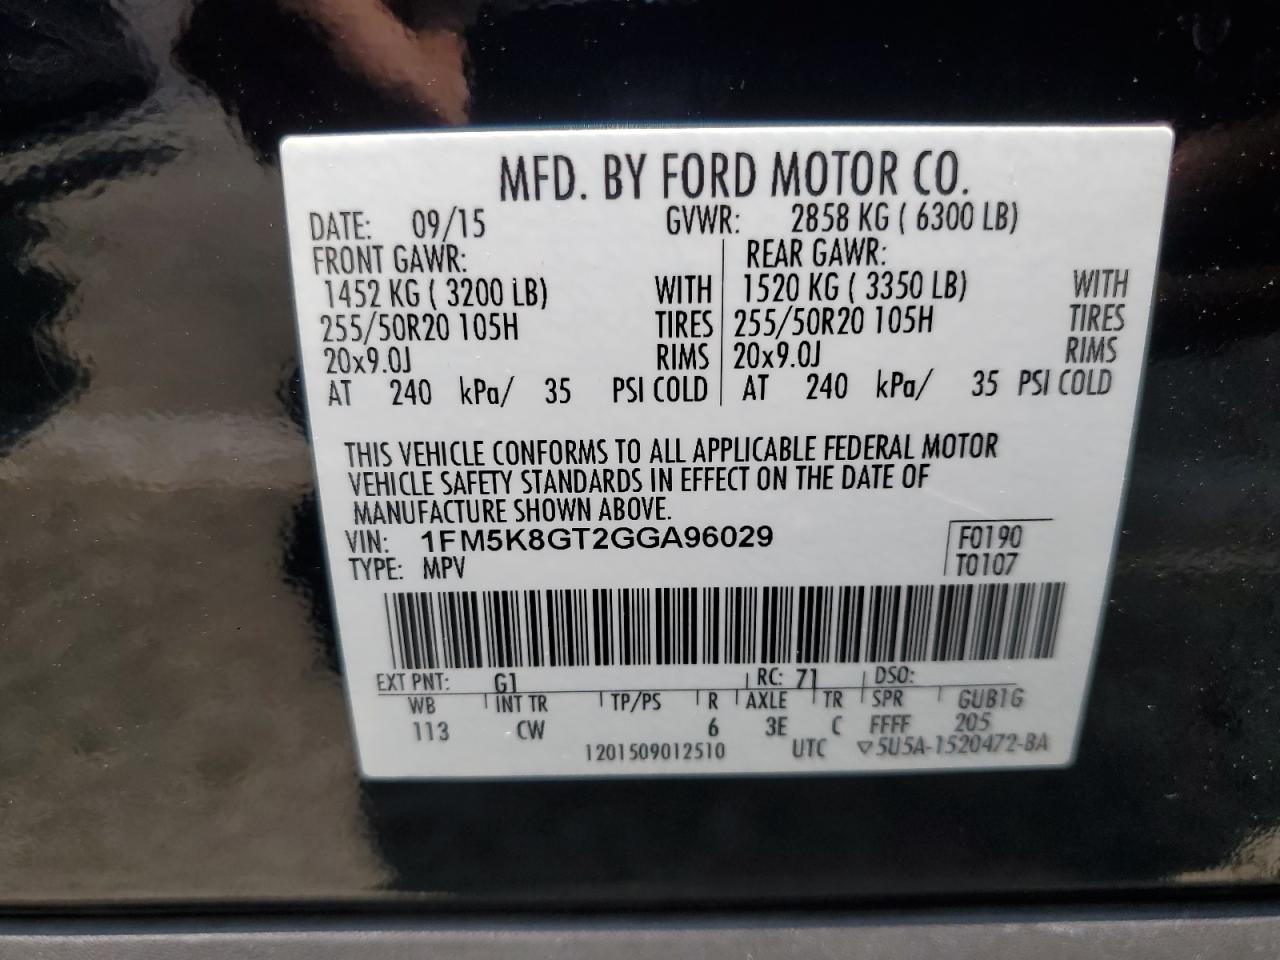 MFD. BY FORD MOTOR CO.
DATE: 09/15 GVWR: 2858 KG ( 6300 LB)
FRONT GAWR: REAR GAWR:
1452 KG ( 3200 LB) WITH 1520 KG ( 3350 LB) WITH
255/50R20 105H TIRES 255/50R20 105H TIRES
20x9.0J RIMS 20x9.0J RIMS
AT 240 kPa/ 35 PSI COLD AT 240 kPa/ 35 PSI COLD
THIS VEHICLE CONFORMS TO ALL APPLICABLE FEDERAL MOTOR
VEHICLE SAFETY STANDARDS IN EFFECT ON THE DATE OF
MANUFACTURE SHOWN ABOVE.
VIN: 1FM5K8GT2GGA96029 F0190
TYPE: MPV T0107
EXT PNT: G1 RC: 71 DSO:
WB INT TR TP/PS R AXLE TR SPR GUB1G
113 CW 6 3E C FFFF 205
1201509012510 UTC ▽5U5A-1520472-BA